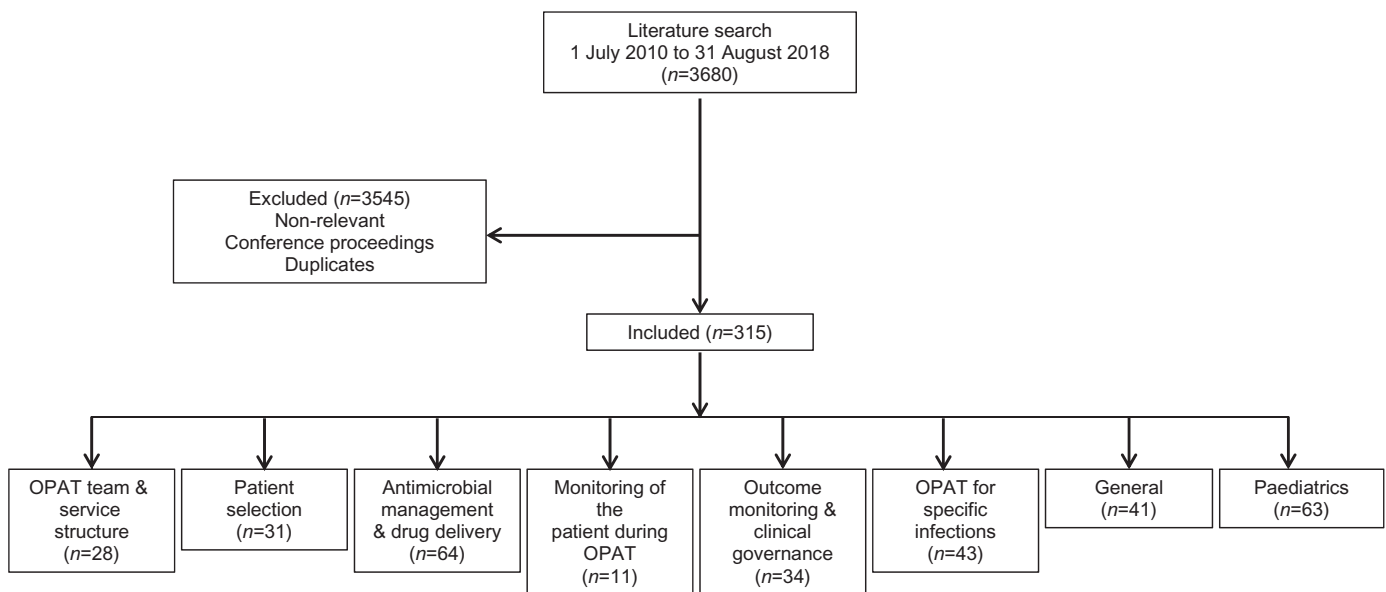 Literature search
1 July 2010 to 31 August 2018
(n=3680)
Excluded (n=3545)
Non-relevant
Conference proceedings
Duplicates
Included (n=315)
OPAT team &
service
structure
(n=28)
Patient
selection
(n=31)
Antimicrobial
management
& drug delivery
(n=64)
Monitoring of
the
patient during
OPAT
(n=11)
Outcome
monitoring &
clinical
governance
(n=34)
OPAT for
specific
infections
(n=43)
General
(n=41)
Paediatrics
(n=63)